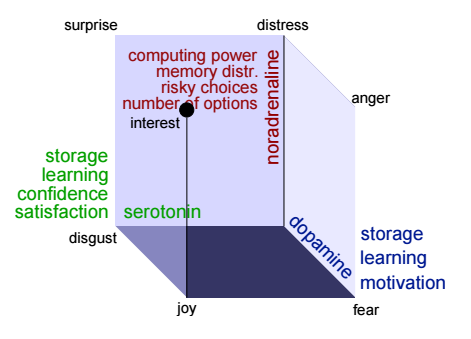 surprise
distress
computing power
memory distr.
risky choices
number of options
noradrenaline
anger
interest
storage
learning
confidence
satisfaction
serotonin
disgust
dopamine
storage
learning
motivation
joy
fear